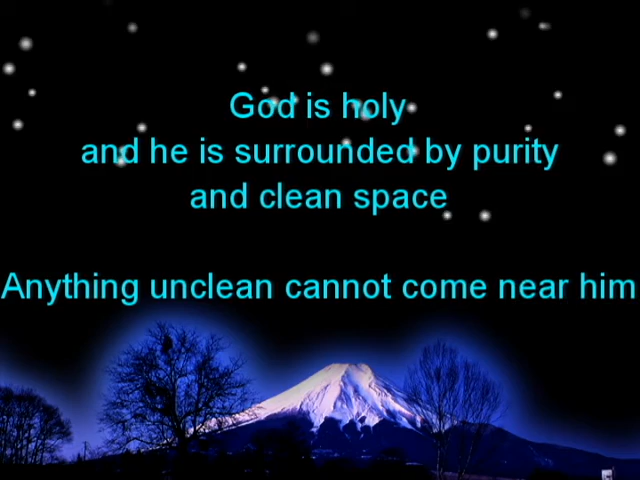 God is holy
and he is surrounded by purity
and clean space
Anything unclean cannot come near him